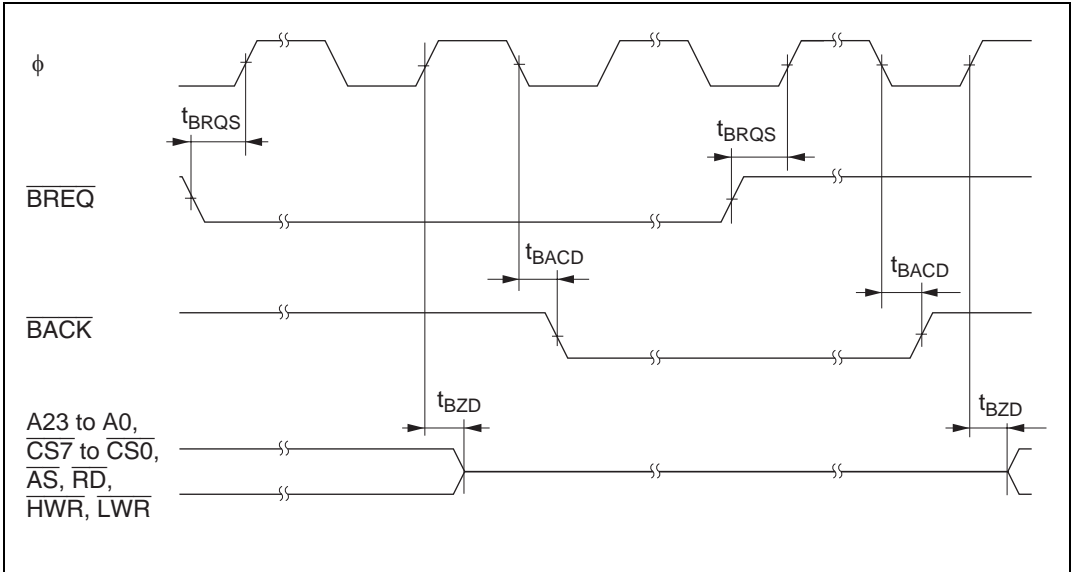 ϕ
tBRQS
tBRQS
BREQ
tBACD
tBACD
BACK
tBZD
tBZD
A23 to A0,
CS7 to CS0,
AS, RD,
HWR, LWR